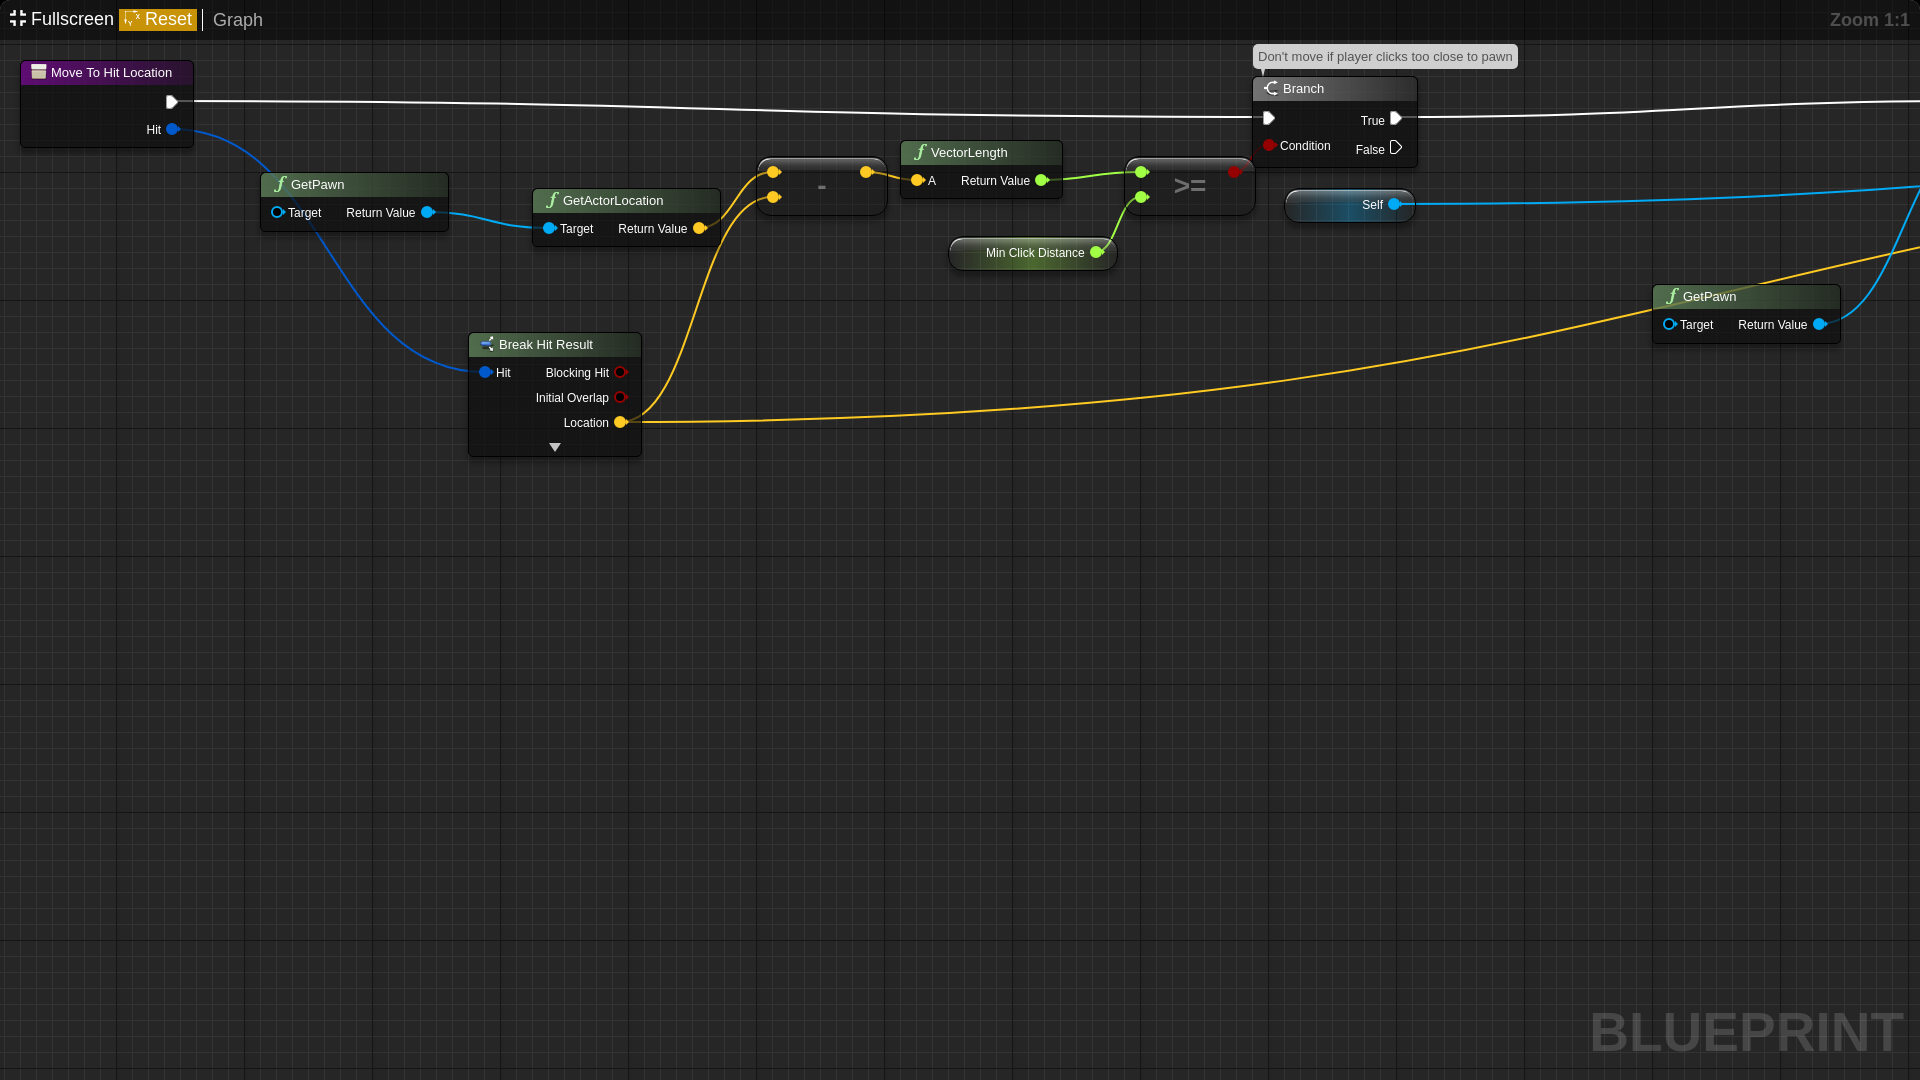 Fullscreen Reset Graph
Zoom 1:1
Don't move if player clicks too close to pawn
Move To Hit Location
Hit
Branch
True
Condition
False
GetPawn
Target Return Value
GetActorLocation
Target Return Value
-
VectorLength
A Return Value
>=
Min Click Distance
Self
GetPawn
Target Return Value
Break Hit Result
Hit Blocking Hit
Initial Overlap
Location
BLUEPRINT